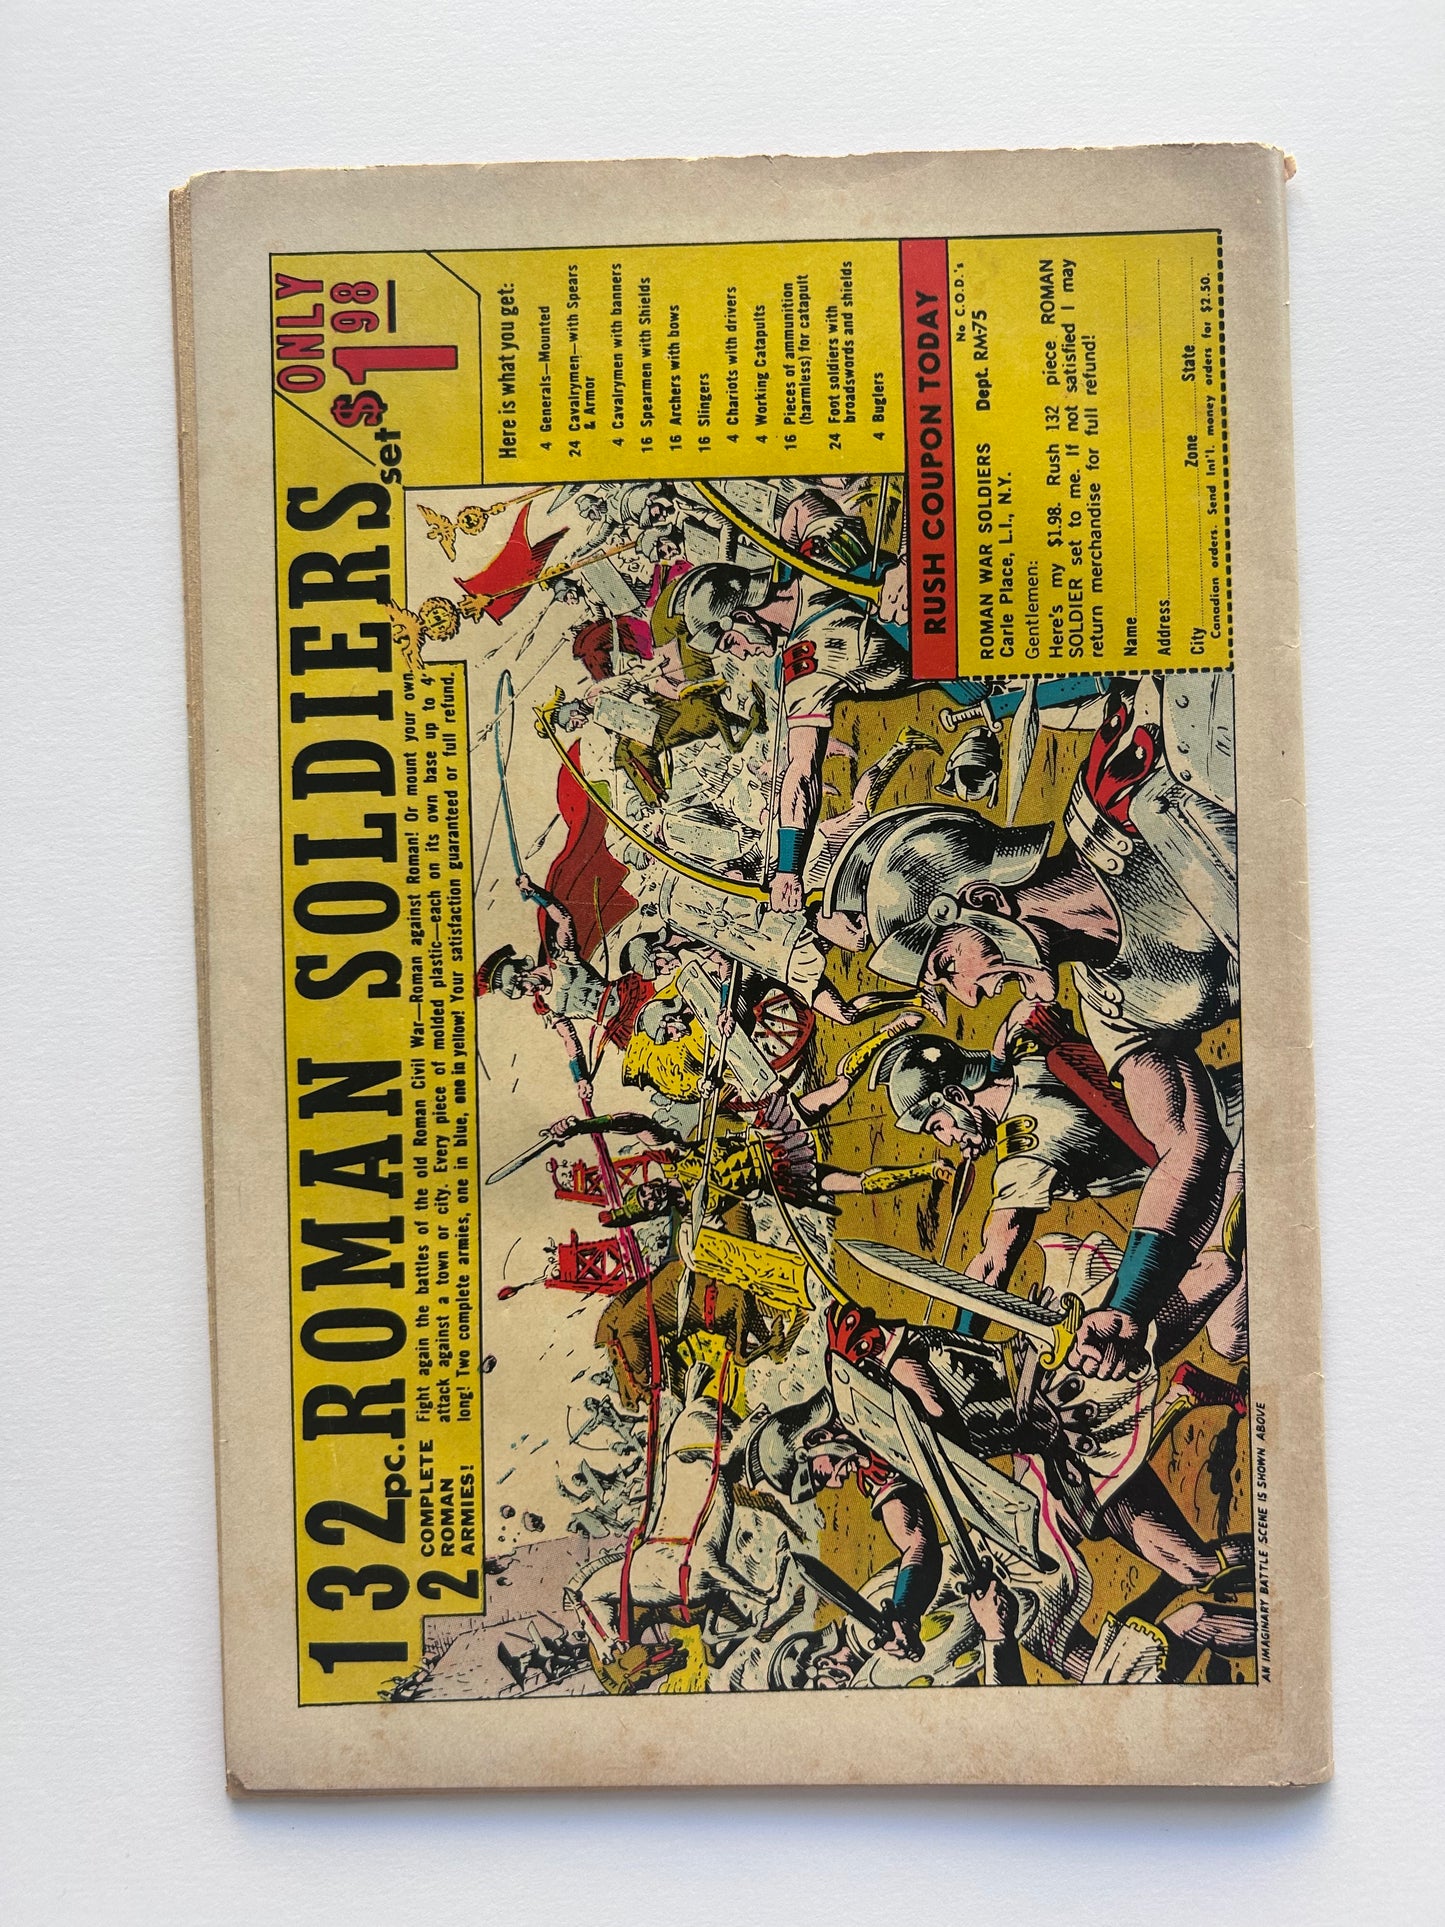 132 pc. ROMAN SOLDIERS set
ONLY
$1 98
COMPLETE
2 ROMAN
ARMIES!
Fight again the battles of the old Roman Civil War—Roman against Roman! Or mount your own
attack against a town or city. Every piece of molded plastic—each on its own base up to 4"
long! Two complete armies, one in blue, one in yellow! Your satisfaction guaranteed or full refund.
Here is what you get:
4 Generals—Mounted
24 Cavalrymen—with Spears
& Armor
4 Cavalrymen with banners
16 Spearmen with Shields
16 Archers with bows
16 Slingers
4 Chariots with drivers
4 Working Catapults
16 Pieces of ammunition
(harmless) for catapult
24 Foot soldiers with
broadswords and shields
4 Buglers
RUSH COUPON TODAY
No C.O.D.'s
ROMAN WAR SOLDIERS Dept. RM-75
Carle Place, L.I., N.Y.
Gentlemen:
Here's my $1.98. Rush 132 piece ROMAN
SOLDIER set to me. If not satisfied I may
return merchandise for full refund!
Name
Address
City Zone State
Canadian orders. Send Int'l. money orders for $2.50.
AN IMAGINARY BATTLE SCENE IS SHOWN ABOVE